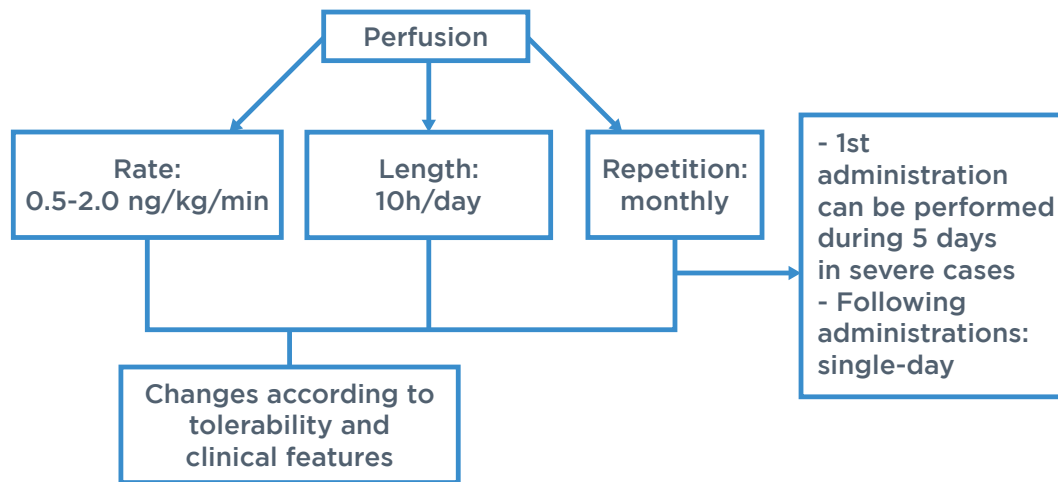 Perfusion
Rate:
0.5-2.0 ng/kg/min
Length:
10h/day
Repetition:
monthly
- 1st
administration
can be performed
during 5 days
in severe cases
- Following
administrations:
single-day
Changes according to
tolerability and
clinical features